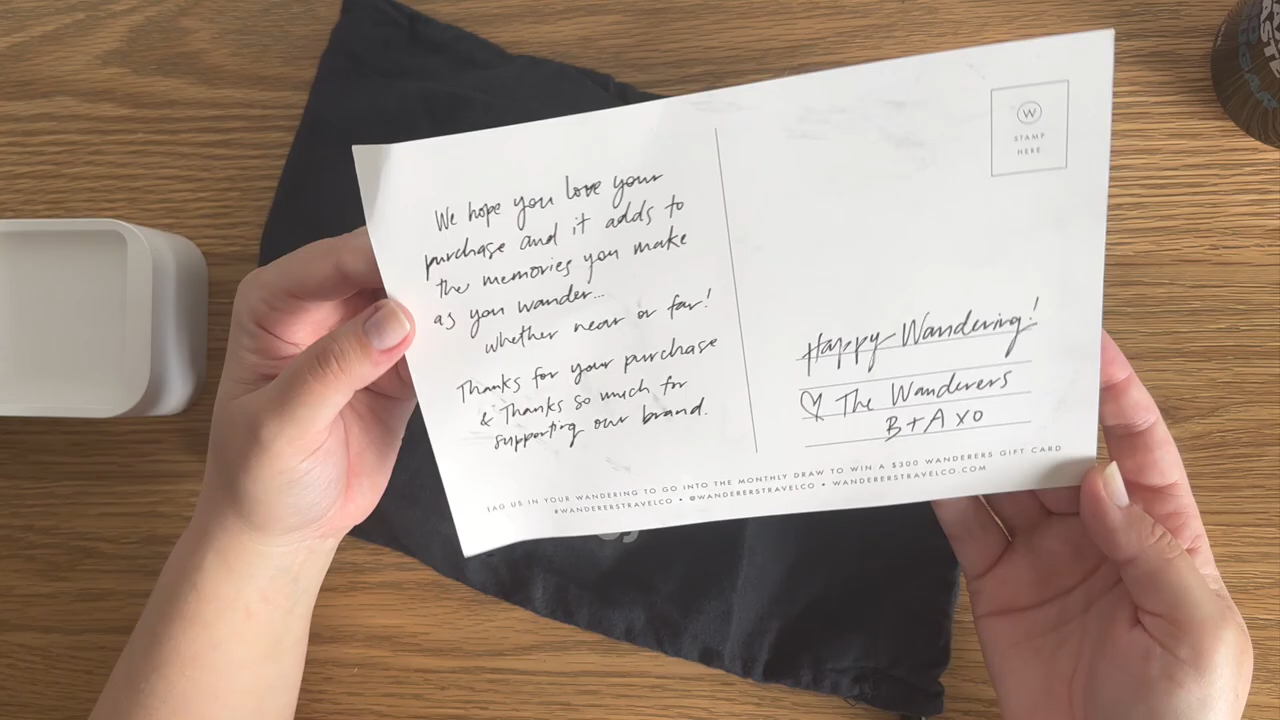 We hope you love your
purchase and it adds to
the memories you make
as you wander...
whether near or far!
Thanks for your purchase
& Thanks so much for
supporting our brand.
W
STAMP
HERE
Happy Wandering!
♡ The Wanderers
B+A xo
TAG US IN YOUR WANDERING TO GO INTO THE MONTHLY DRAW TO WIN A $300 WANDERERS GIFT CARD
#WANDERERSTRAVELCO • @WANDERERSTRAVELCO • WANDERERSTRAVELCO.COM